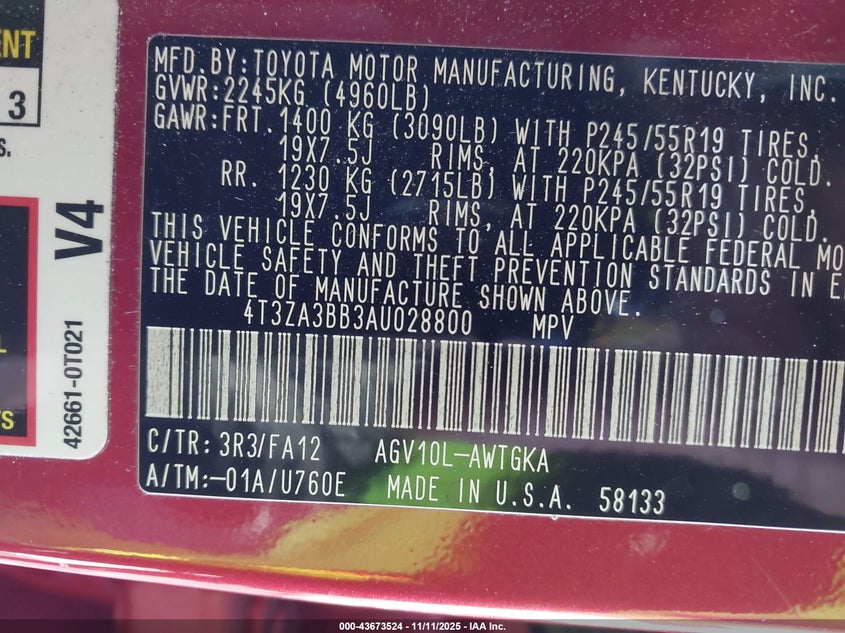 ENT
3
S.
V4
42661-0T021
L
TS
MFD. BY: TOYOTA MOTOR MANUFACTURING, KENTUCKY, INC.
GVWR: 2245KG (4960LB)
GAWR: FRT. 1400 KG (3090LB) WITH P245/55R19 TIRES,
19X7.5J RIMS, AT 220KPA (32PSI) COLD.
RR. 1230 KG (2715LB) WITH P245/55R19 TIRES,
19X7.5J RIMS, AT 220KPA (32PSI) COLD.
THIS VEHICLE CONFORMS TO ALL APPLICABLE FEDERAL MO
VEHICLE SAFETY AND THEFT PREVENTION STANDARDS IN E
THE DATE OF MANUFACTURE SHOWN ABOVE.
4T3ZA3BB3AU028800 MPV
C/TR: 3R3/FA12 AGV10L-AWTGKA
A/TM:-01A/U760E MADE IN U.S.A. 58133
000-43673524 - 11/11/2025 - IAA Inc.